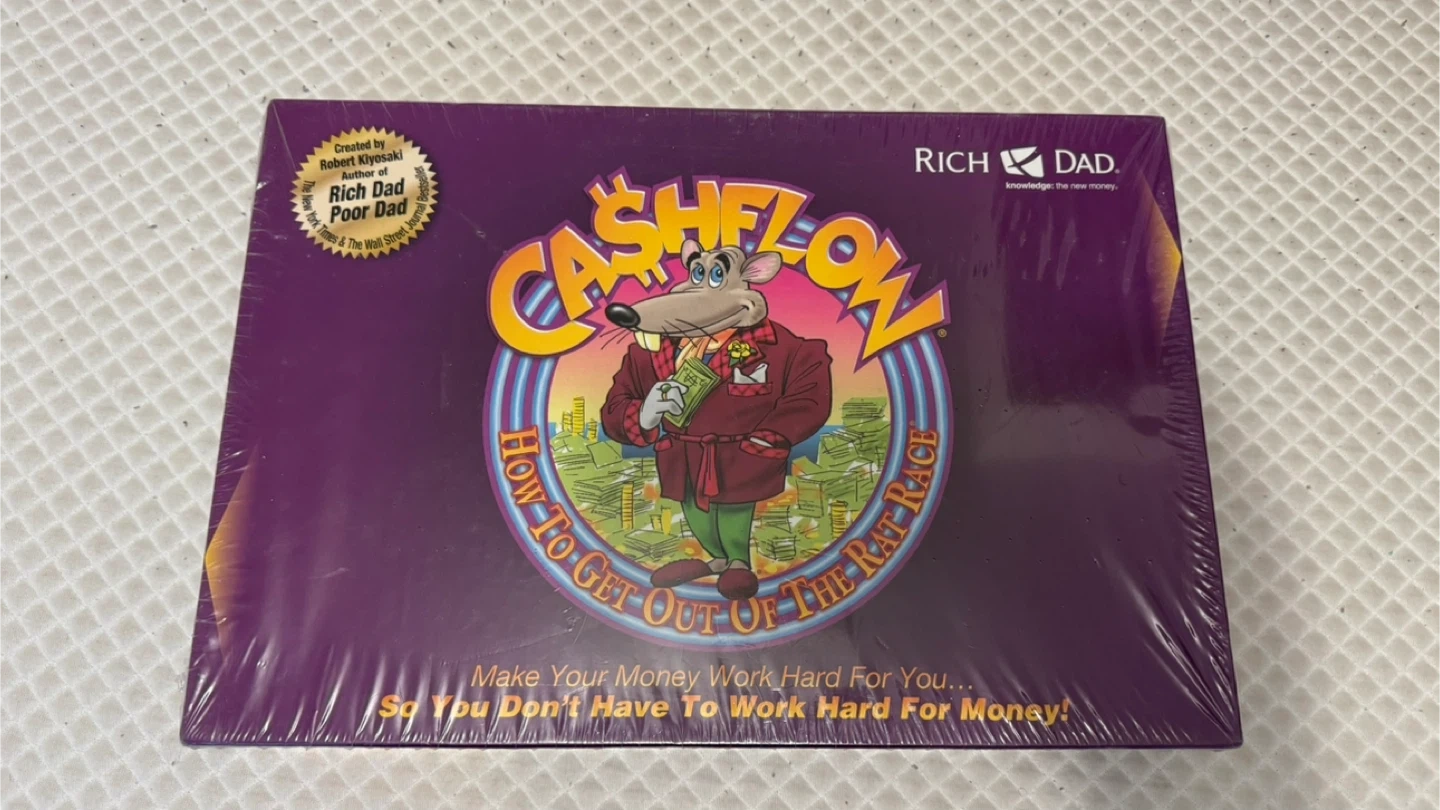 Created by
Robert Kiyosaki
Author of
Rich Dad
Poor Dad
The New York Times & The Wall Street Journal Bestseller
RICH DAD®
knowledge: the new money.
CA$HFLOW®
HOW TO GET OUT OF THE RAT RACE
Make Your Money Work Hard For You...
So You Don't Have To Work Hard For Money!